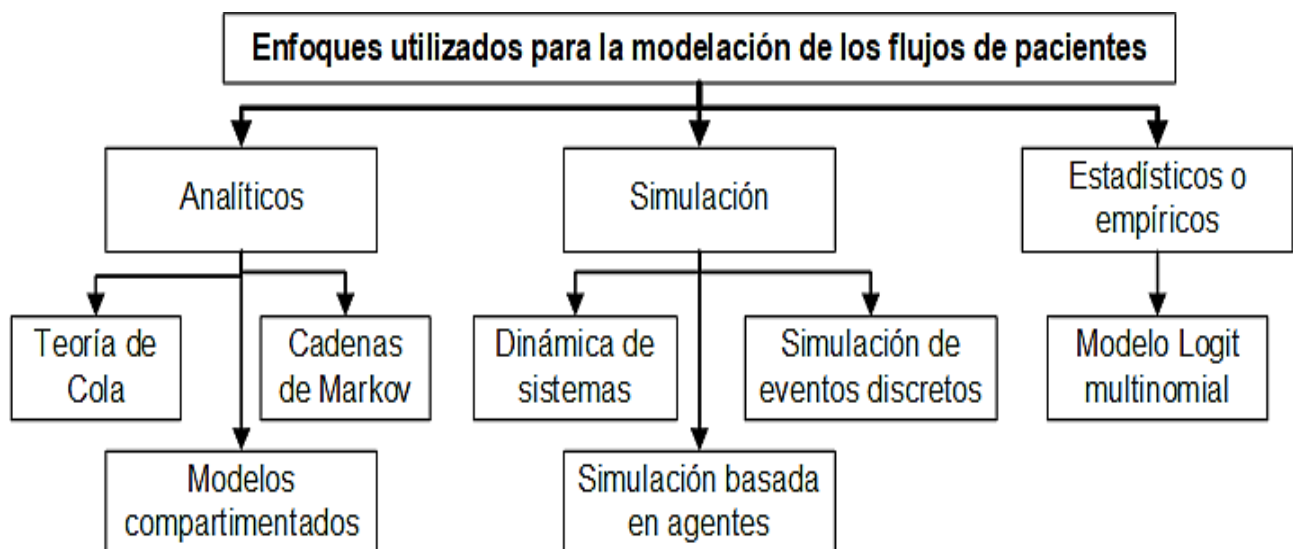 Enfoques utilizados para la modelación de los flujos de pacientes
Analíticos
Simulación
Estadísticos o
empíricos
Teoría de
Cola
Cadenas
de Markov
Dinámica de
sistemas
Simulación de
eventos discretos
Modelo Logit
multinomial
Modelos
compartimentados
Simulación basada
en agentes